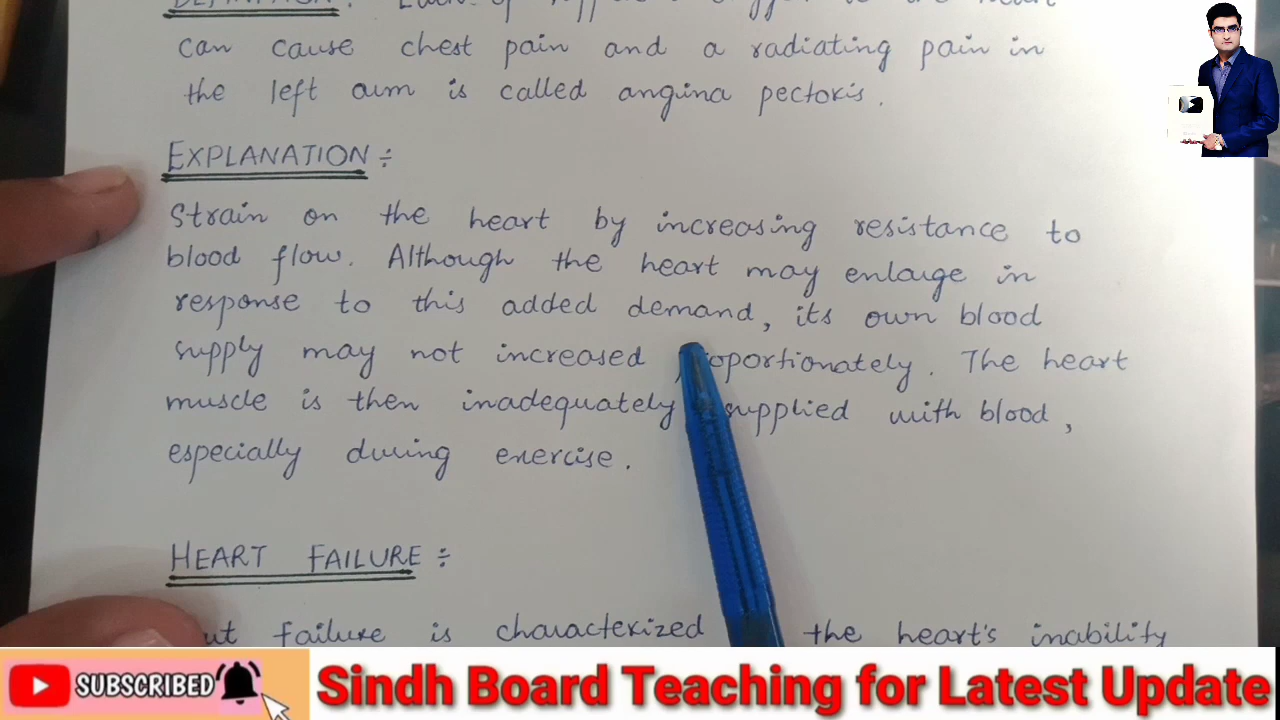 can cause chest pain and a radiating pain in
the left arm is called angina pectoris.
EXPLANATION ÷
Strain on the heart by increasing resistance to
blood flow. Although the heart may enlarge in
response to this added demand, its own blood
supply may not increased proportionately. The heart
muscle is then inadequately supplied with blood,
especially during exercise.
HEART FAILURE ÷
failure is characterized the heart's inability
SUBSCRIBED
Sindh Board Teaching for Latest Update